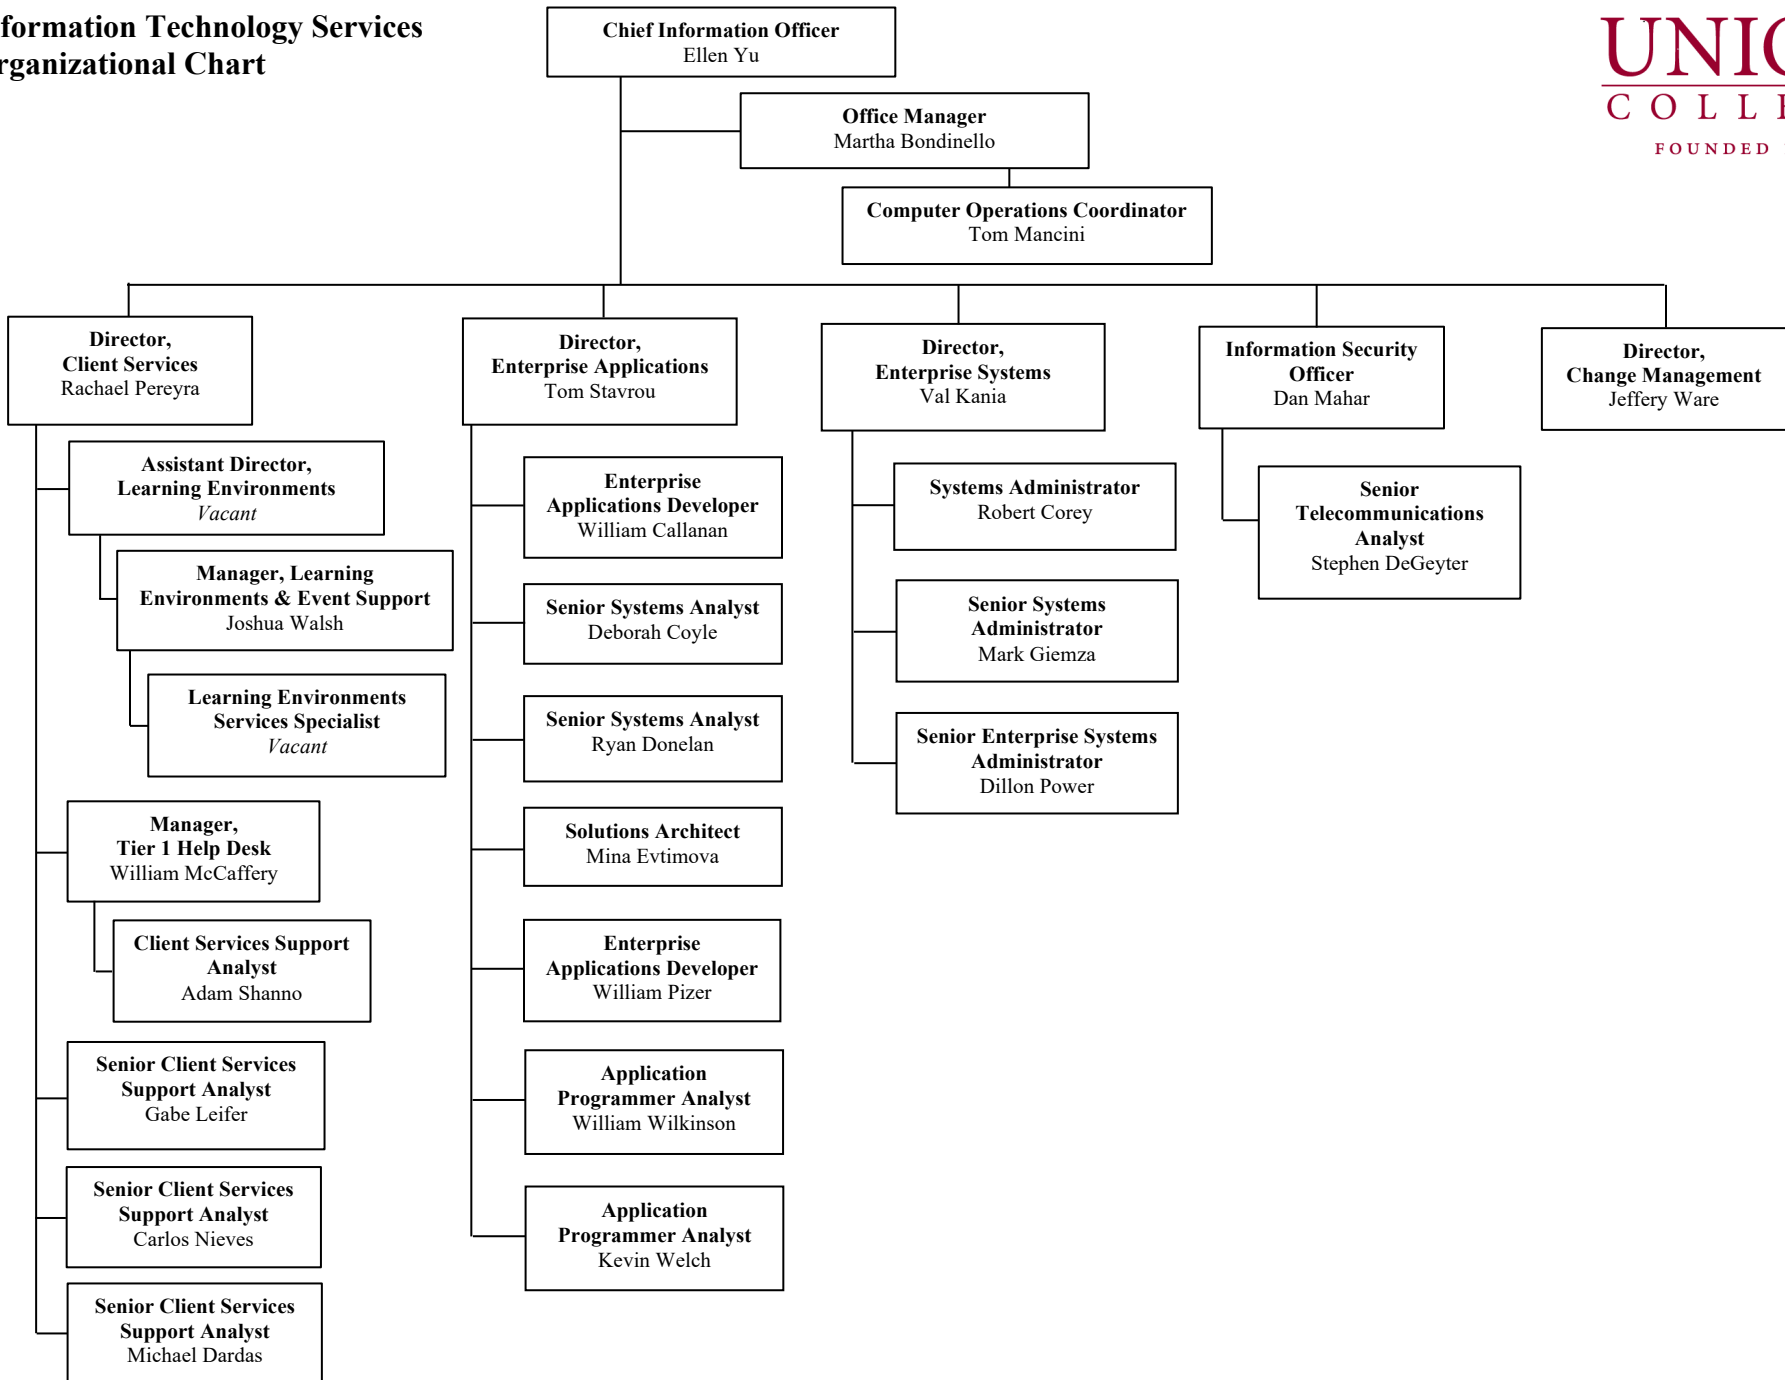 formation Technology Services
rganizational Chart
Chief Information Officer
Ellen Yu
UNIO
COLLE
FOUNDED
Office Manager
Martha Bondinello
Computer Operations Coordinator
Tom Mancini
Director,
Client Services
Rachael Pereyra
Assistant Director,
Learning Environments
Vacant
Manager, Learning
Environments & Event Support
Joshua Walsh
Learning Environments
Services Specialist
Vacant
Manager,
Tier 1 Help Desk
William McCaffery
Client Services Support
Analyst
Adam Shanno
Senior Client Services
Support Analyst
Gabe Leifer
Senior Client Services
Support Analyst
Carlos Nieves
Senior Client Services
Support Analyst
Michael Dardas
Director,
Enterprise Applications
Tom Stavrou
Enterprise
Applications Developer
William Callanan
Senior Systems Analyst
Deborah Coyle
Senior Systems Analyst
Ryan Donelan
Solutions Architect
Mina Evtimova
Enterprise
Applications Developer
William Pizer
Application
Programmer Analyst
William Wilkinson
Application
Programmer Analyst
Kevin Welch
Director,
Enterprise Systems
Val Kania
Systems Administrator
Robert Corey
Senior Systems
Administrator
Mark Giemza
Senior Enterprise Systems
Administrator
Dillon Power
Information Security
Officer
Dan Mahar
Senior
Telecommunications
Analyst
Stephen DeGeyter
Director,
Change Management
Jeffery Ware